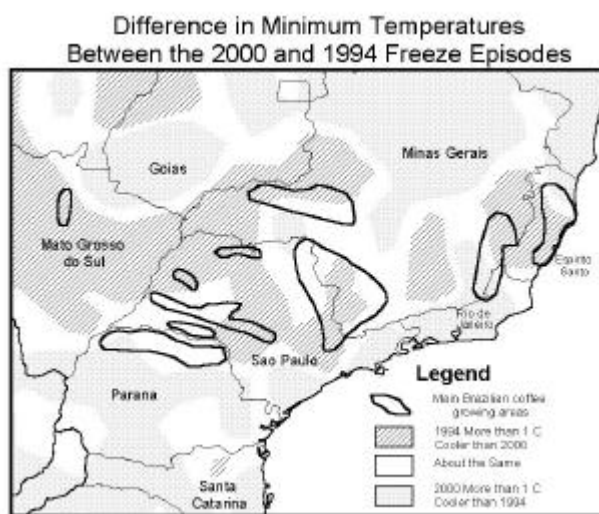 Difference in Minimum Temperatures
Between the 2000 and 1994 Freeze Episodes
Goias
Minas Gerais
Mato Grosso
do Sul
Espirito
Santo
Rio de
Janeiro
Sao Paulo
Parana
Santa
Catarina
Legend
Main Brazilian coffee
growing areas
1994 More than 1 C
Cooler than 2000
About the Same
2000 More than 1 C
Cooler than 1994